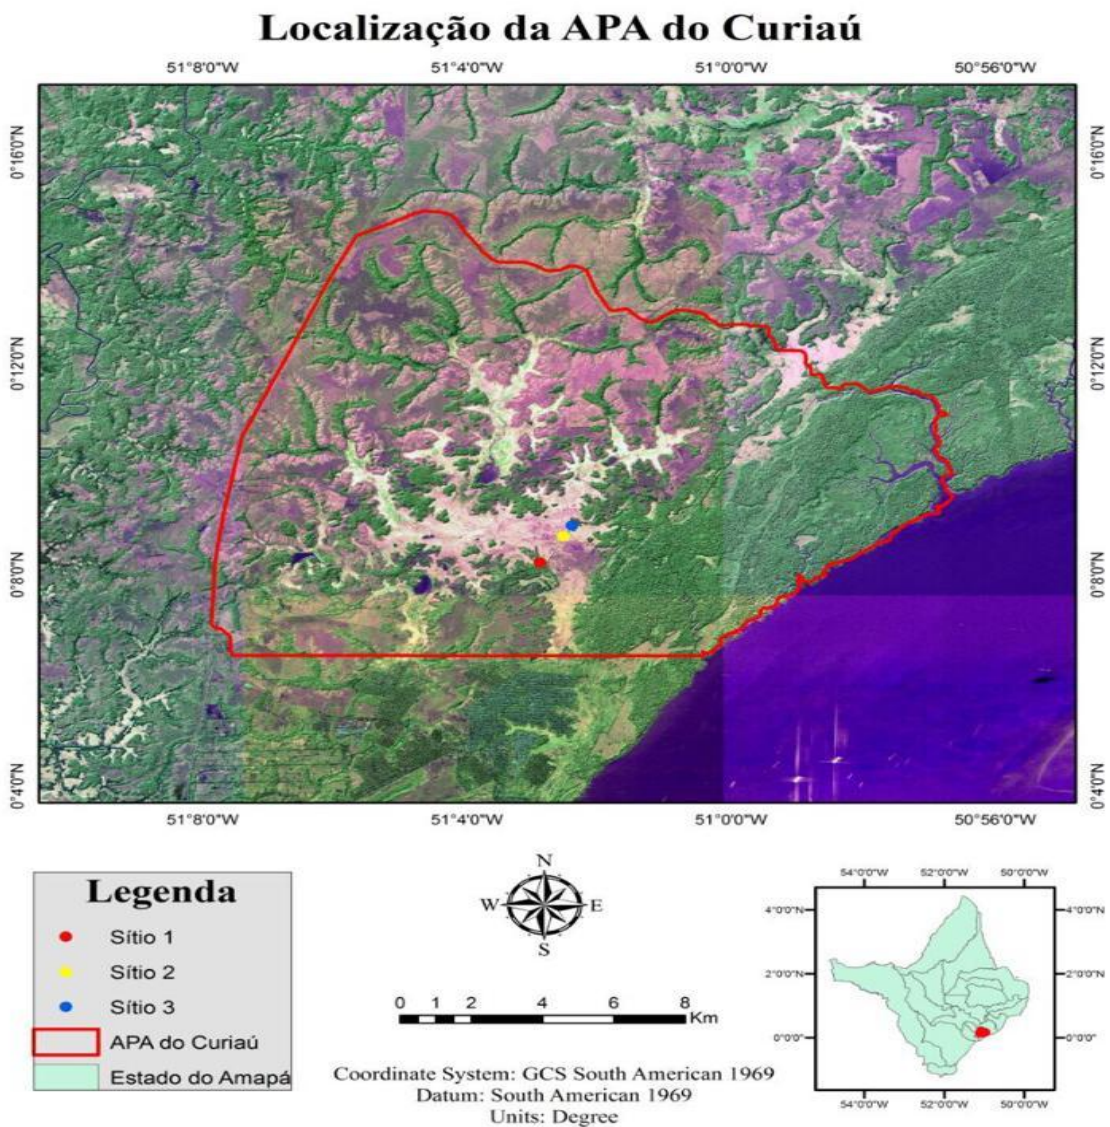 Localização da APA do Curiaú
51°8'0"W 51°4'0"W 51°0'0"W 50°56'0"W
0°16'0"N 0°16'0"N
0°12'0"N 0°12'0"N
0°8'0"N 0°8'0"N
0°4'0"N 0°4'0"N
51°8'0"W 51°4'0"W 51°0'0"W 50°56'0"W
Legenda
Sítio 1
Sítio 2
Sítio 3
APA do Curiaú
Estado do Amapá
N
W E
S
0 1 2 4 6 8
Km
Coordinate System: GCS South American 1969
Datum: South American 1969
Units: Degree
54°0'0"W 52°0'0"W 50°0'0"W
4°0'0"N 4°0'0"N
2°0'0"N 2°0'0"N
0°0'0"N 0°0'0"N
54°0'0"W 52°0'0"W 50°0'0"W